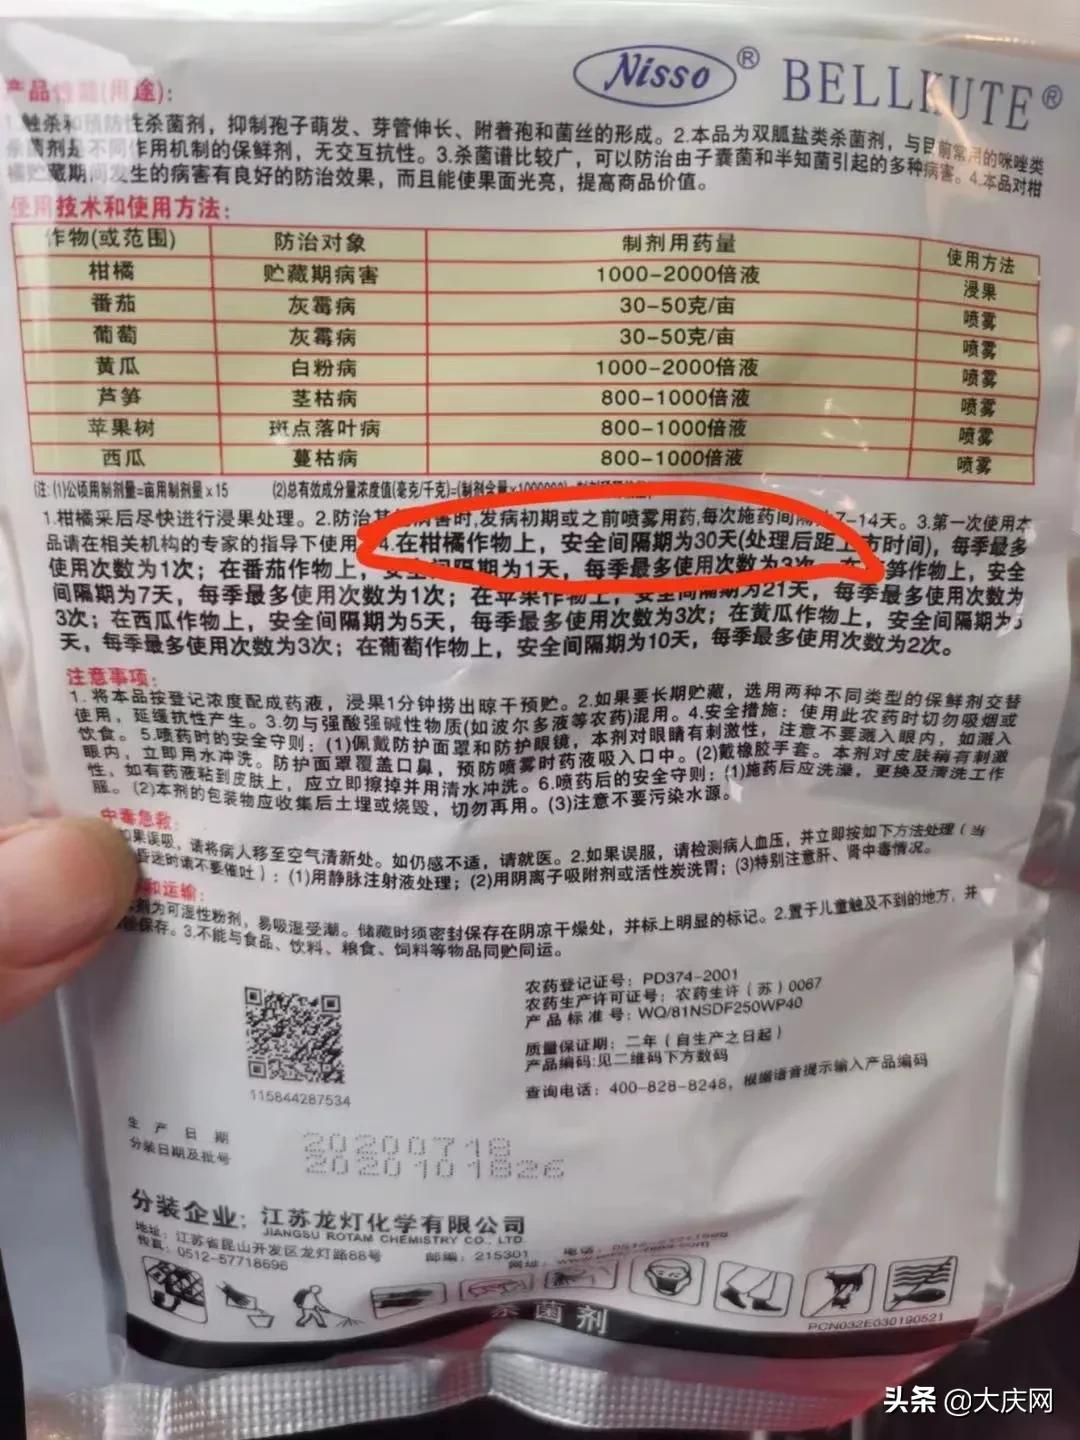 Nisso® BELLKUTE®
产品性能(用途)：
1.触杀和预防性杀菌剂，抑制孢子萌发、芽管伸长、附着孢和菌丝的形成。2.本品为双胍盐类杀菌剂，与目前常用的咪唑类
杀菌剂是不同作用机制的保鲜剂，无交互抗性。3.杀菌谱比较广，可以防治由子囊菌和半知菌引起的多种病害。4.本品对柑
橘贮藏期间发生的病害有良好的防治效果，而且能使果面光亮，提高商品价值。
使用技术和使用方法：
作物(或范围) 防治对象 制剂用药量 使用方法
柑橘 贮藏期病害 1000-2000倍液 浸果
番茄 灰霉病 30-50克/亩 喷雾
葡萄 灰霉病 30-50克/亩 喷雾
黄瓜 白粉病 1000-2000倍液 喷雾
芦笋 茎枯病 800-1000倍液 喷雾
苹果树 斑点落叶病 800-1000倍液 喷雾
西瓜 蔓枯病 800-1000倍液 喷雾
(注：(1)公顷用制剂量=亩用制剂量×15 (2)总有效成分量浓度值(毫克/千克)=(制剂含量×1000000)
1.柑橘采后尽快进行浸果处理。2.防治其 病害时,发病初期或之前喷雾用药,每次施药间隔 7-14天。3.第一次使用本
品请在相关机构的专家的指导下使用 4.在柑橘作物上，安全间隔期为30天(处理后距上市时间)，每季最多
使用次数为1次；在番茄作物上，安全间隔期为1天，每季最多使用次数为3次 在 笋作物上，安全
间隔期为7天，每季最多使用次数为1次；在苹果作物上，安全间隔期为21天，每季最多使用次数为
3次；在西瓜作物上，安全间隔期为5天，每季最多使用次数为3次；在黄瓜作物上，安全间隔期为
天，每季最多使用次数为3次；在葡萄作物上，安全间隔期为10天，每季最多使用次数为2次。
注意事项：
1. 将本品按登记浓度配成药液，浸果1分钟捞出晾干预贮。2.如果要长期贮藏，选用两种不同类型的保鲜剂交替
使用，延缓抗性产生。3.勿与强酸强碱性物质(如波尔多液等农药)混用。4.安全措施：使用此农药时切勿吸烟或
饮食。5.喷药时的安全守则：(1)佩戴防护面罩和防护眼镜，本剂对眼睛有刺激性，注意不要溅入眼内，如溅入
眼内，立即用水冲洗。防护面罩覆盖口鼻，预防喷雾时药液吸入口中。(2)戴橡胶手套。本剂对皮肤稍有刺激
性，如有药液粘到皮肤上，应立即擦掉并用清水冲洗。6.喷药后的安全守则：(1)施药后应洗澡，更换及清洗工作
服。(2)本剂的包装物应收集后土埋或烧毁，切勿再用。(3)注意不要污染水源。
中毒急救：
如果误吸，请将病人移至空气清新处。如仍感不适，请就医。2.如果误服，请检测病人血压，并立即按如下方法处理（当
昏迷时请不要催吐）：(1)用静脉注射液处理；(2)用阴离子吸附剂或活性炭洗胃；(3)特别注意肝、肾中毒情况。
和运输：
剂为可湿性粉剂，易吸湿受潮。储藏时须密封保存在阴凉干燥处，并标上明显的标记。2.置于儿童触及不到的地方，并
保存。3.不能与食品、饮料、粮食、饲料等物品同贮同运。
农药登记证号：PD374-2001
农药生产许可证号：农药生许（苏）0067
产品标准号：WQ/81NSDF250WP40
质量保证期：二年（自生产之日起）
产品编码:见二维码下方数码
查询电话：400-828-8248，根据语音提示输入产品编码
115844287534
生产日期 20200718
分装日期及批号 2020101826
分装企业：江苏龙灯化学有限公司
JIANGSU ROTAM CHEMISTRY CO., LTD
地址：江苏省昆山开发区龙灯路88号 邮编：215301 电话：
传真：0512-57718696 网址：
杀菌剂
PCN032E030190521
头条 @大庆网